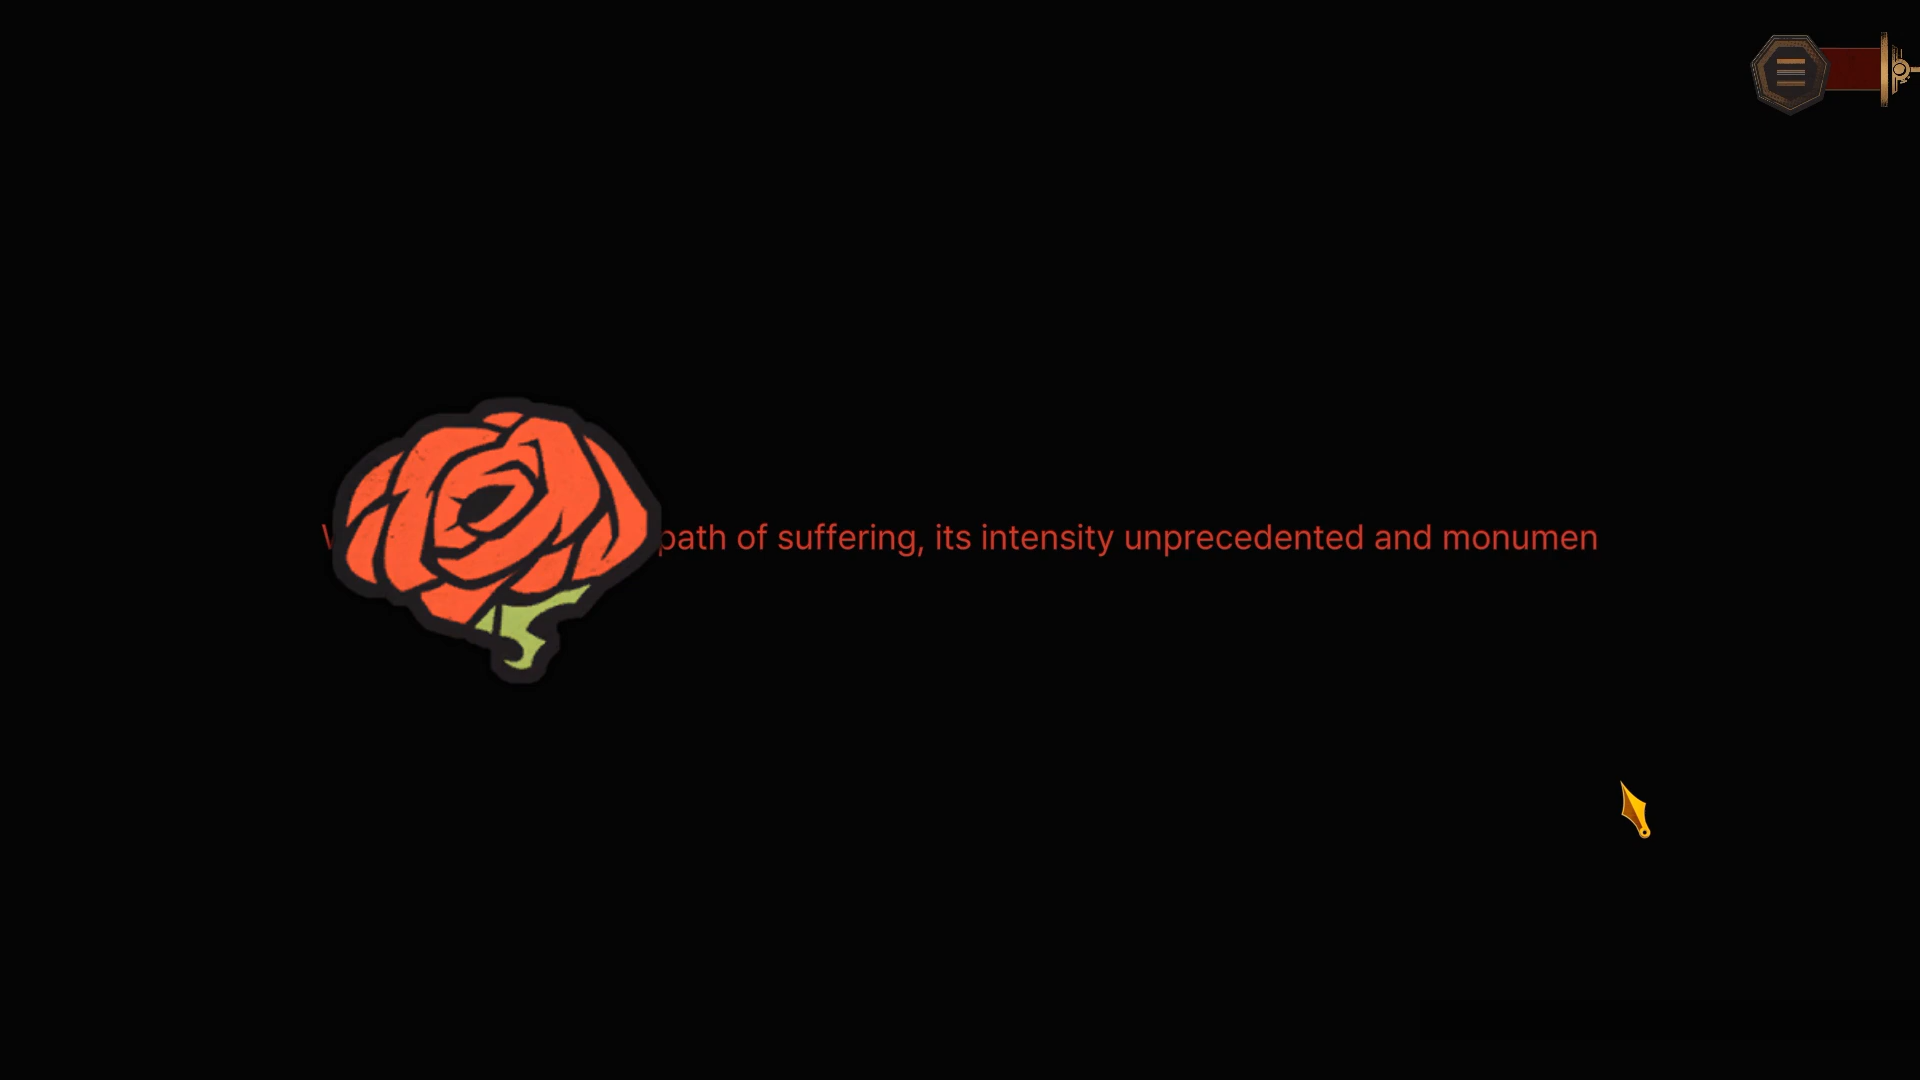 path of suffering, its intensity unprecedented and monumen